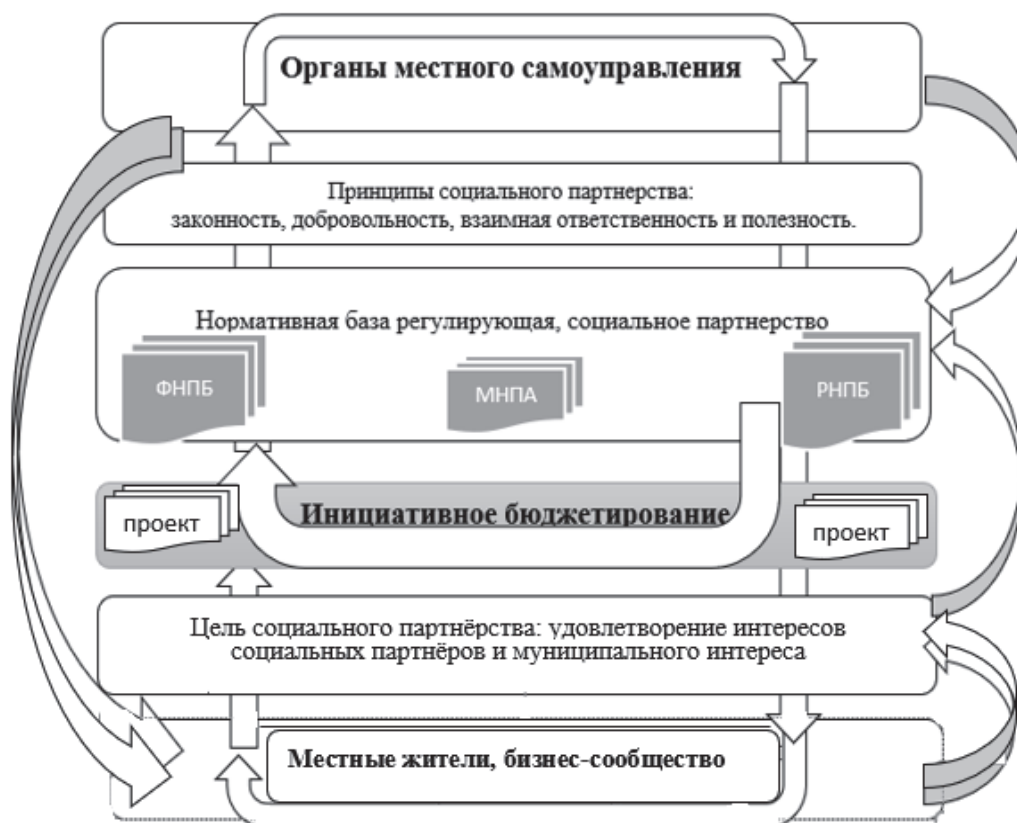 Органы местного самоуправления
Принципы социального партнерства:
законность, добровольность, взаимная ответственность и полезность.
Нормативная база регулирующая, социальное партнерство
ФНПБ
МНПА
РНПБ
проект
Инициативное бюджетирование
проект
Цель социального партнёрства: удовлетворение интересов
социальных партнёров и муниципального интереса
Местные жители, бизнес-сообщество